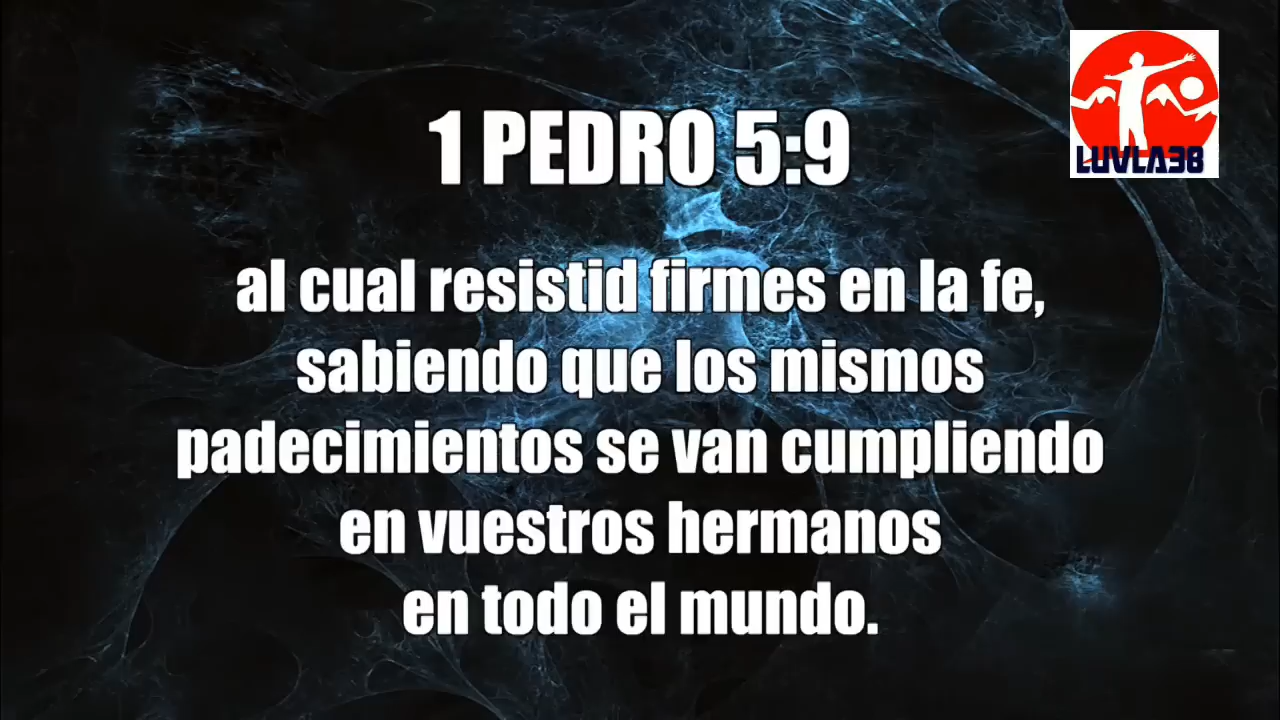 1 PEDRO 5:9
LUVLA38
al cual resistid firmes en la fe,
sabiendo que los mismos
padecimientos se van cumpliendo
en vuestros hermanos
en todo el mundo.